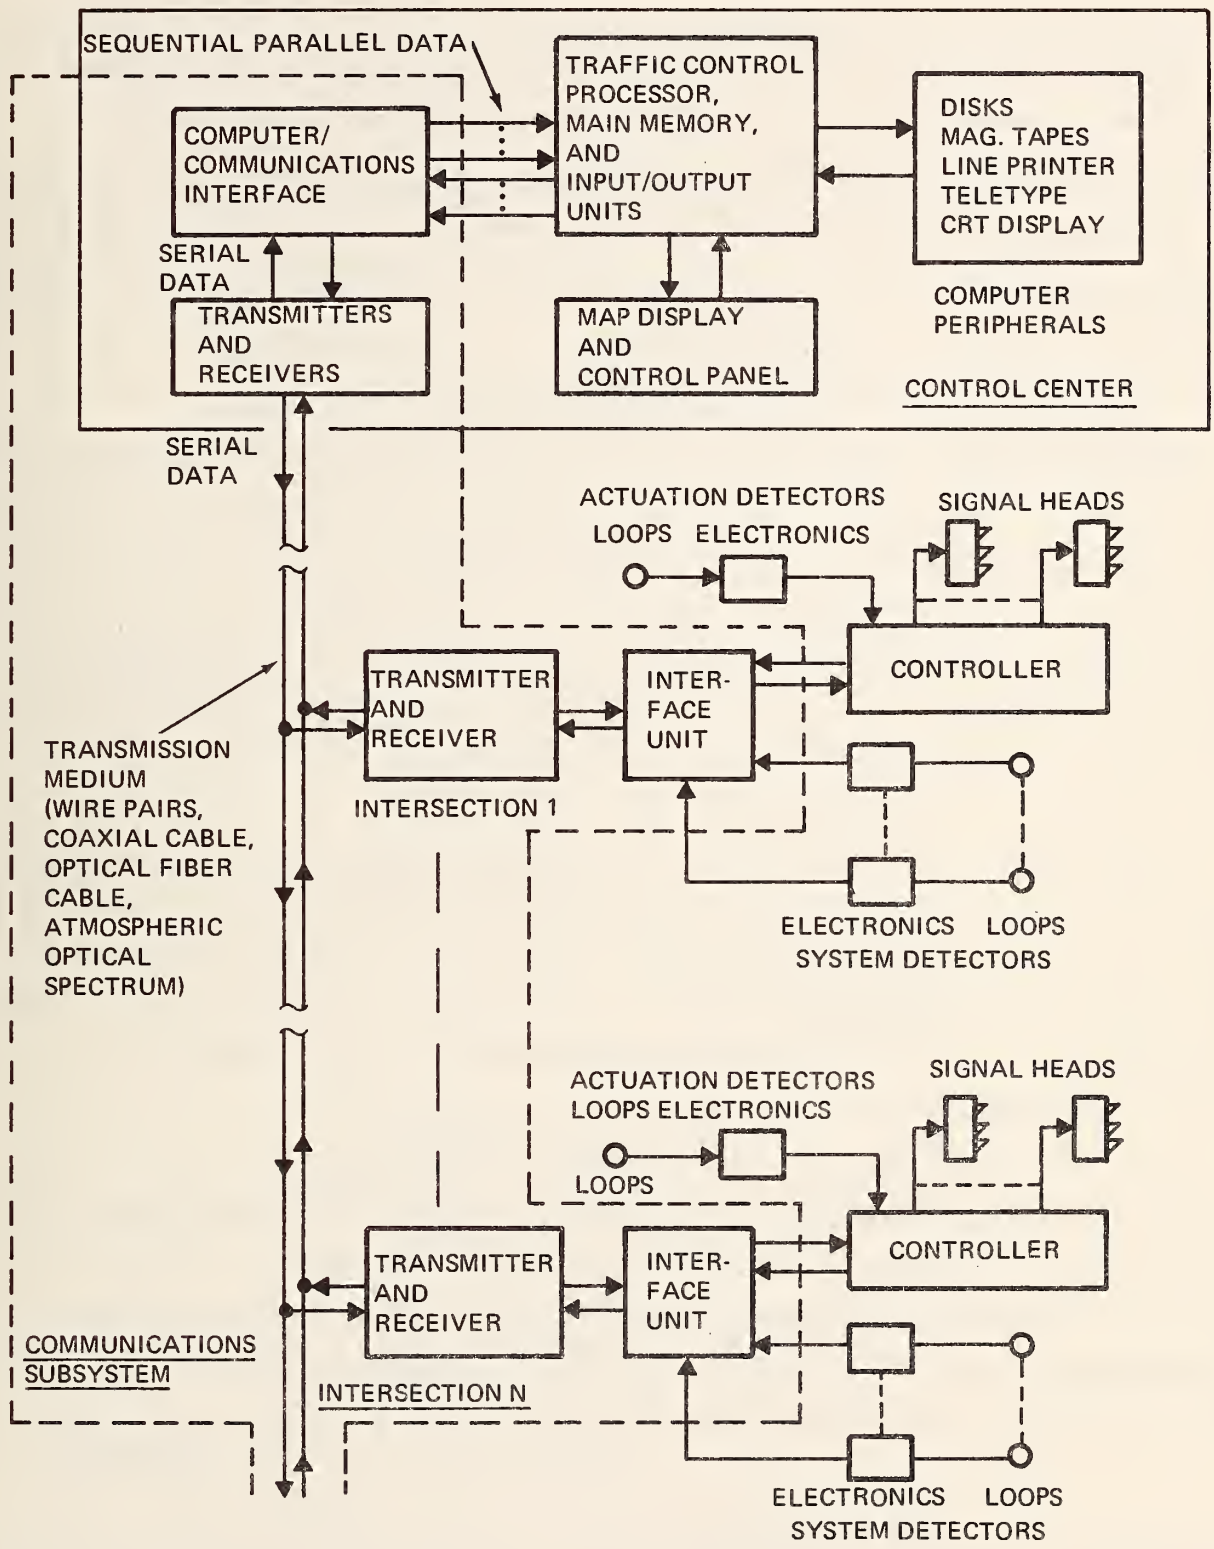 SEQUENTIAL PARALLEL DATA
COMPUTER/
COMMUNICATIONS
INTERFACE
TRAFFIC CONTROL
PROCESSOR,
MAIN MEMORY,
AND
INPUT/OUTPUT
UNITS
DISKS
MAG. TAPES
LINE PRINTER
TELETYPE
CRT DISPLAY
COMPUTER
PERIPHERALS
SERIAL
DATA
TRANSMITTERS
AND
RECEIVERS
MAP DISPLAY
AND
CONTROL PANEL
CONTROL CENTER
SERIAL
DATA
ACTUATION DETECTORS
LOOPS ELECTRONICS
SIGNAL HEADS
CONTROLLER
TRANSMITTER
AND
RECEIVER
INTER-
FACE
UNIT
INTERSECTION 1
TRANSMISSION
MEDIUM
(WIRE PAIRS,
COAXIAL CABLE,
OPTICAL FIBER
CABLE,
ATMOSPHERIC
OPTICAL
SPECTRUM)
ELECTRONICS LOOPS
SYSTEM DETECTORS
ACTUATION DETECTORS
LOOPS ELECTRONICS
LOOPS
SIGNAL HEADS
CONTROLLER
TRANSMITTER
AND
RECEIVER
INTER-
FACE
UNIT
COMMUNICATIONS
SUBSYSTEM
INTERSECTION N
ELECTRONICS LOOPS
SYSTEM DETECTORS